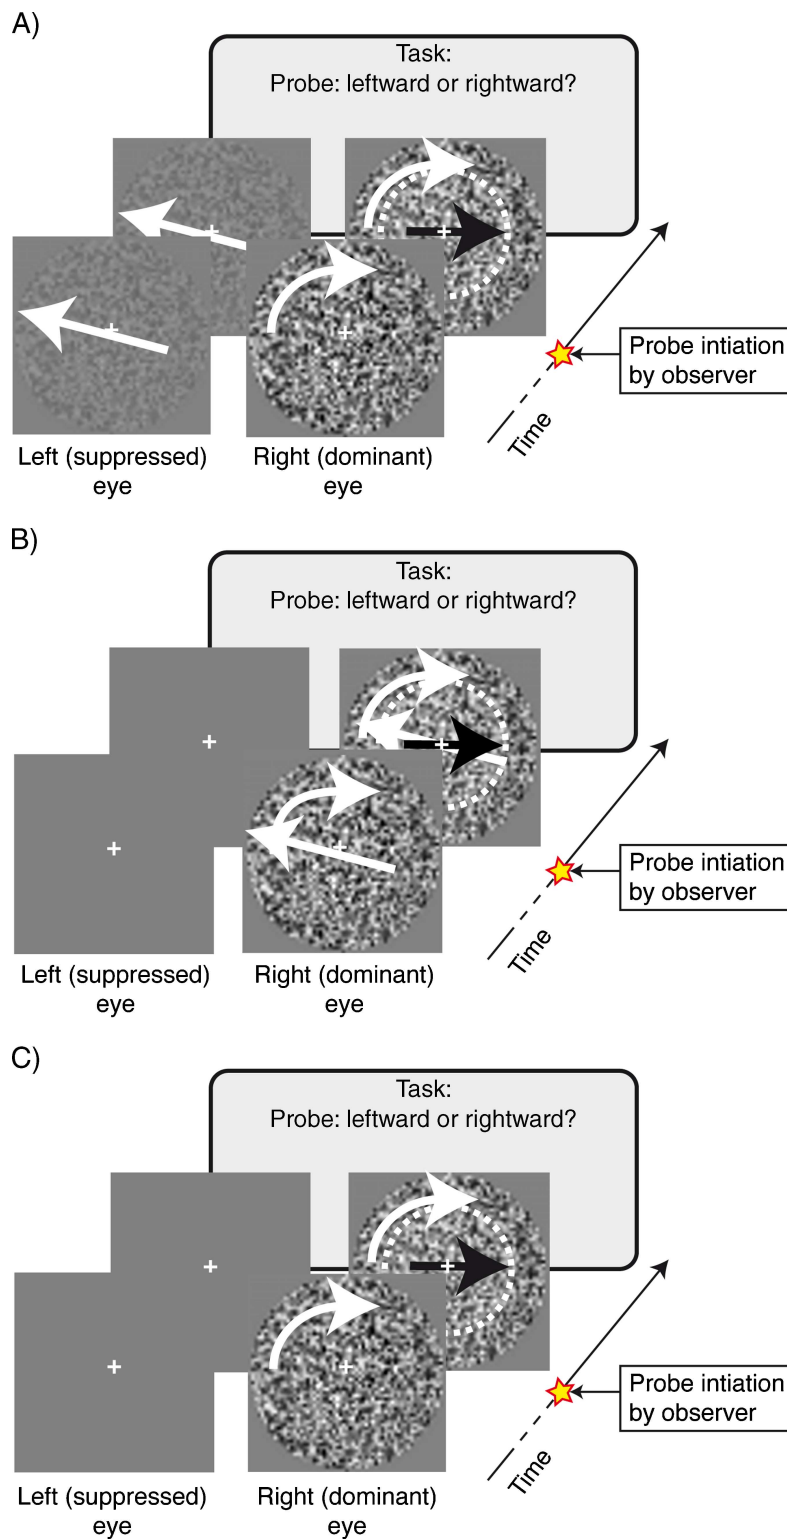 A)
Task:
Probe: leftward or rightward?
Probe intiation
by observer
Time
Left (suppressed)
eye
Right (dominant)
eye
B)
Task:
Probe: leftward or rightward?
Probe intiation
by observer
Time
Left (suppressed)
eye
Right (dominant)
eye
C)
Task:
Probe: leftward or rightward?
Probe intiation
by observer
Time
Left (suppressed)
eye
Right (dominant)
eye